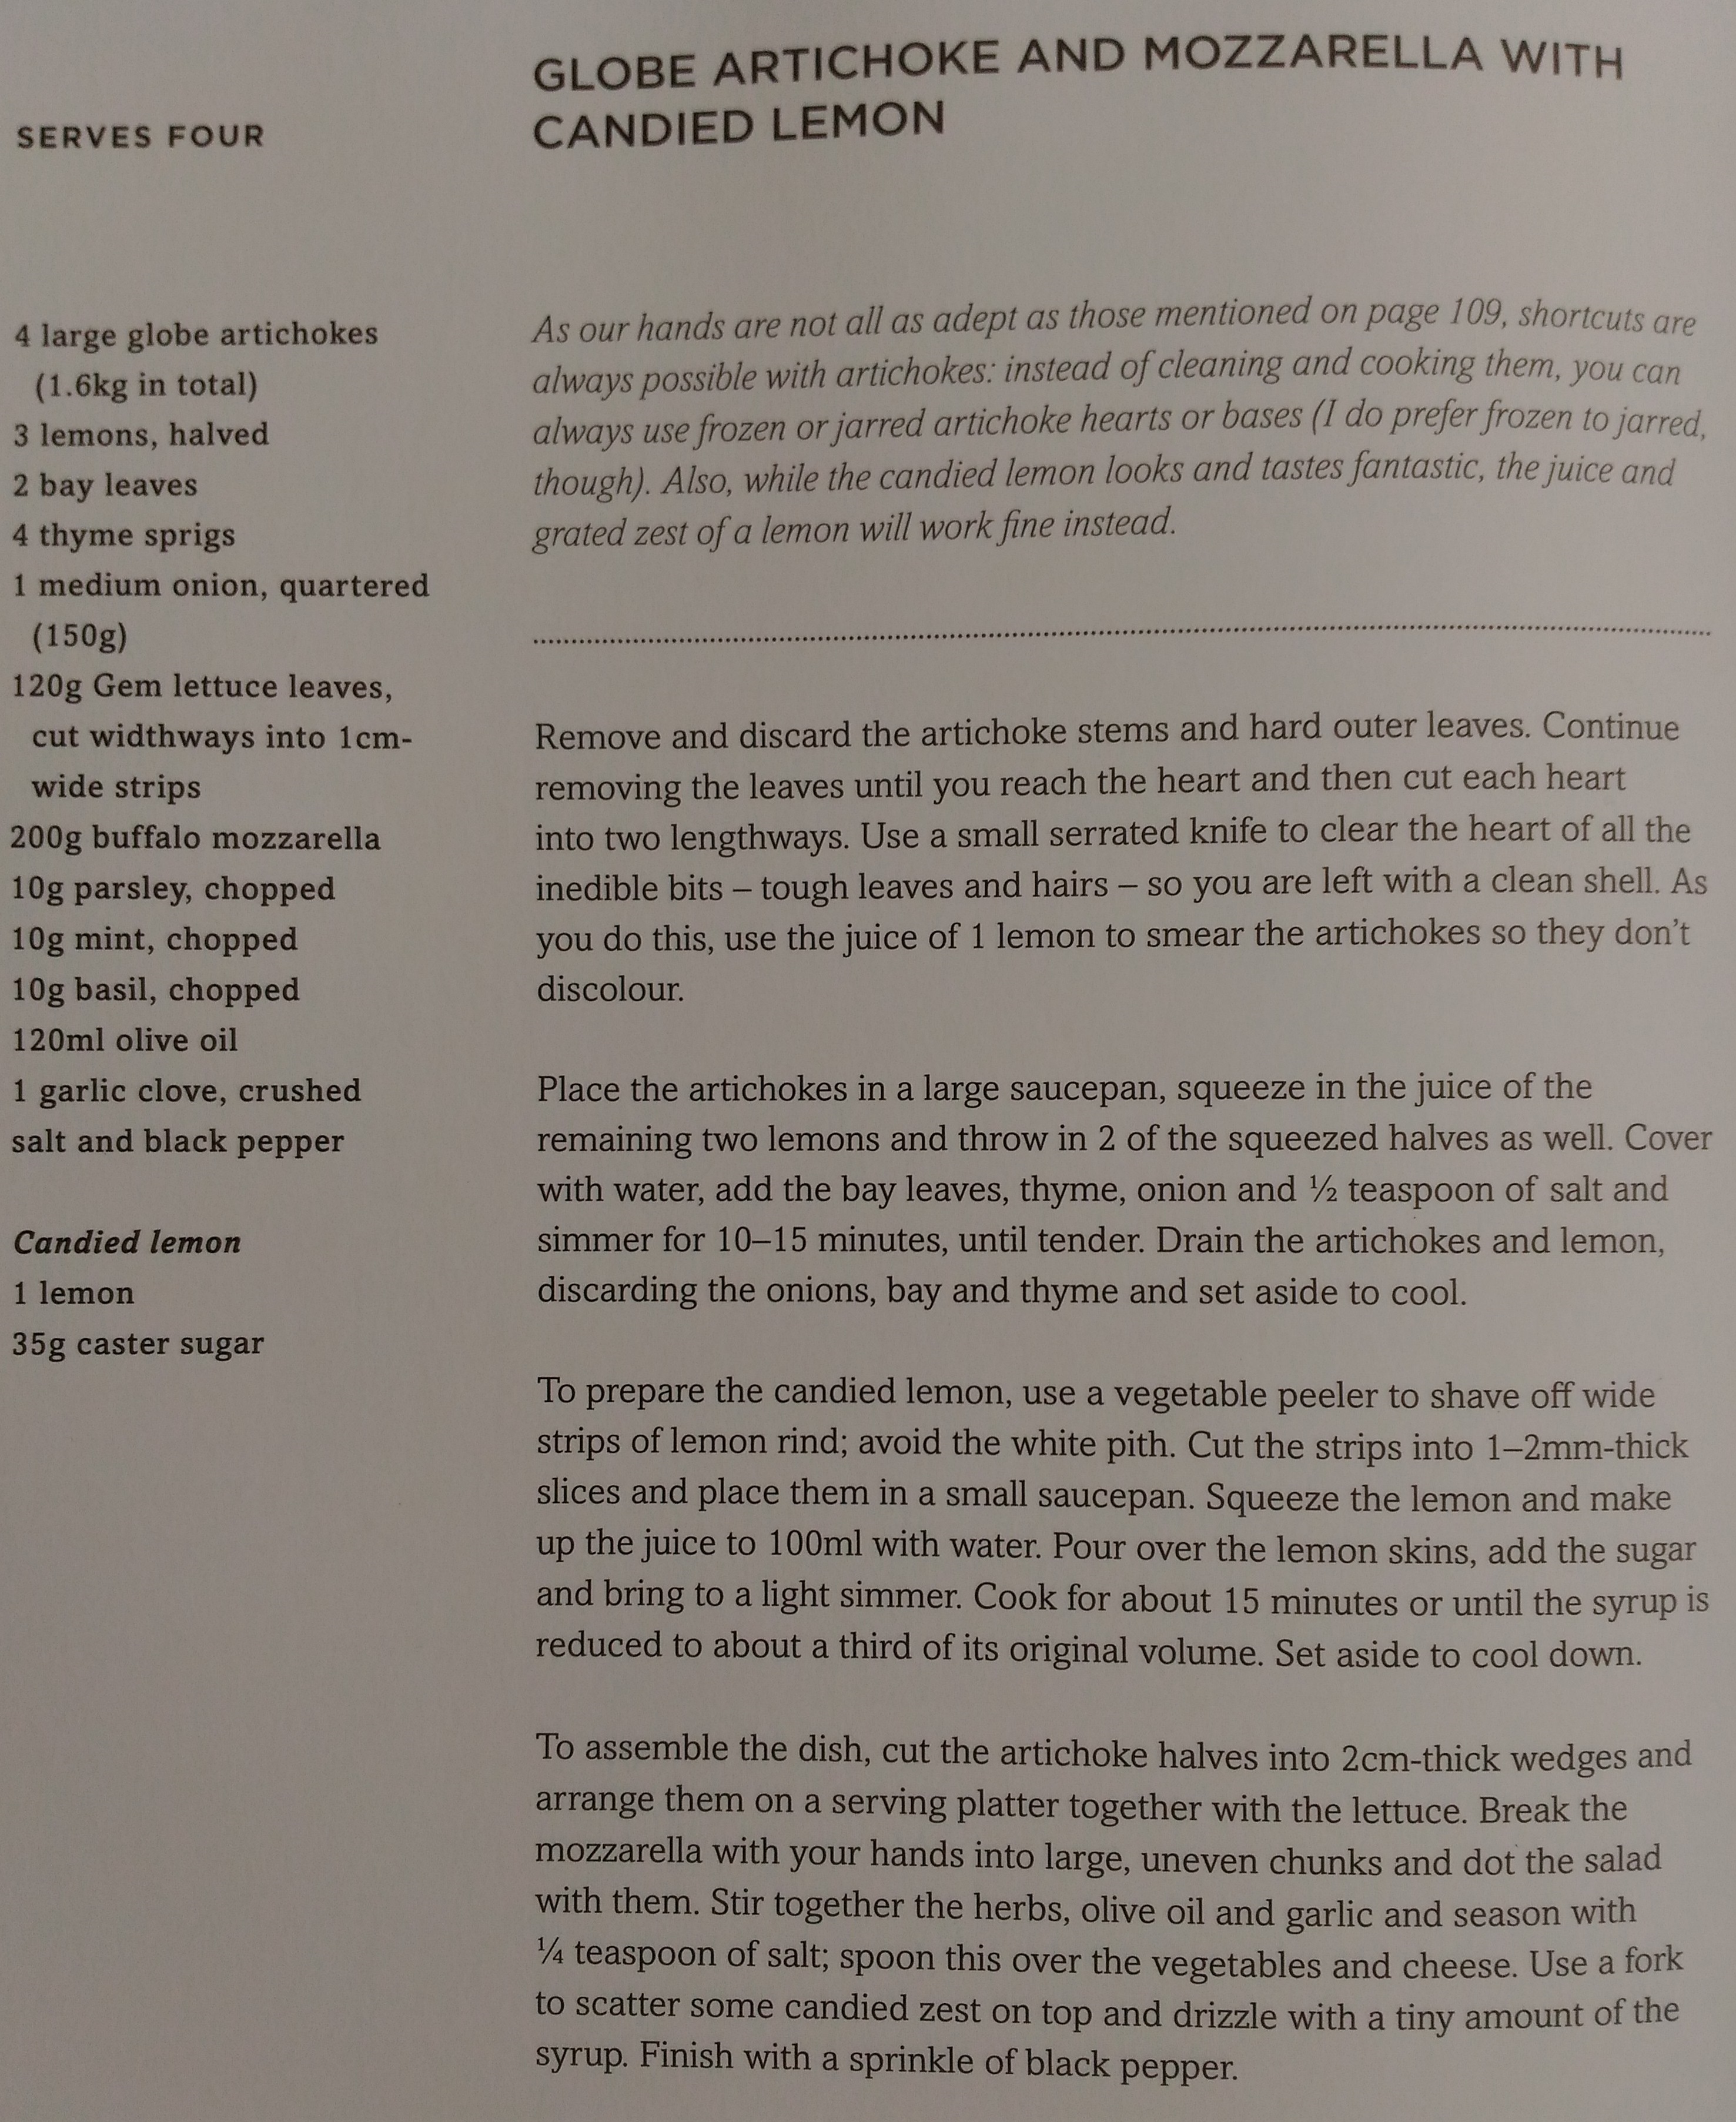 GLOBE ARTICHOKE AND MOZZARELLA WITH
CANDIED LEMON
SERVES FOUR
4 large globe artichokes
(1.6kg in total)
3 lemons, halved
2 bay leaves
4 thyme sprigs
1 medium onion, quartered
(150g)
120g Gem lettuce leaves,
cut widthways into 1cm-
wide strips
200g buffalo mozzarella
10g parsley, chopped
10g mint, chopped
10g basil, chopped
120ml olive oil
1 garlic clove, crushed
salt and black pepper
Candied lemon
1 lemon
35g caster sugar
As our hands are not all as adept as those mentioned on page 109, shortcuts are
always possible with artichokes: instead of cleaning and cooking them, you can
always use frozen or jarred artichoke hearts or bases (I do prefer frozen to jarred,
though). Also, while the candied lemon looks and tastes fantastic, the juice and
grated zest of a lemon will work fine instead.
Remove and discard the artichoke stems and hard outer leaves. Continue
removing the leaves until you reach the heart and then cut each heart
into two lengthways. Use a small serrated knife to clear the heart of all the
inedible bits – tough leaves and hairs – so you are left with a clean shell. As
you do this, use the juice of 1 lemon to smear the artichokes so they don't
discolour.
Place the artichokes in a large saucepan, squeeze in the juice of the
remaining two lemons and throw in 2 of the squeezed halves as well. Cover
with water, add the bay leaves, thyme, onion and ½ teaspoon of salt and
simmer for 10–15 minutes, until tender. Drain the artichokes and lemon,
discarding the onions, bay and thyme and set aside to cool.
To prepare the candied lemon, use a vegetable peeler to shave off wide
strips of lemon rind; avoid the white pith. Cut the strips into 1–2mm-thick
slices and place them in a small saucepan. Squeeze the lemon and make
up the juice to 100ml with water. Pour over the lemon skins, add the sugar
and bring to a light simmer. Cook for about 15 minutes or until the syrup is
reduced to about a third of its original volume. Set aside to cool down.
To assemble the dish, cut the artichoke halves into 2cm-thick wedges and
arrange them on a serving platter together with the lettuce. Break the
mozzarella with your hands into large, uneven chunks and dot the salad
with them. Stir together the herbs, olive oil and garlic and season with
¼ teaspoon of salt; spoon this over the vegetables and cheese. Use a fork
to scatter some candied zest on top and drizzle with a tiny amount of the
syrup. Finish with a sprinkle of black pepper.